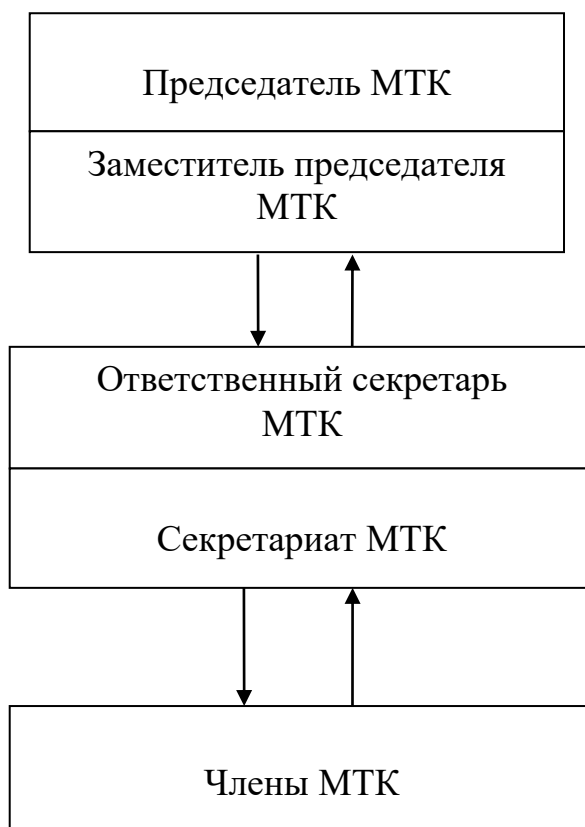 Председатель МТК
Заместитель председателя
МТК
Ответственный секретарь
МТК
Секретариат МТК
Члены МТК